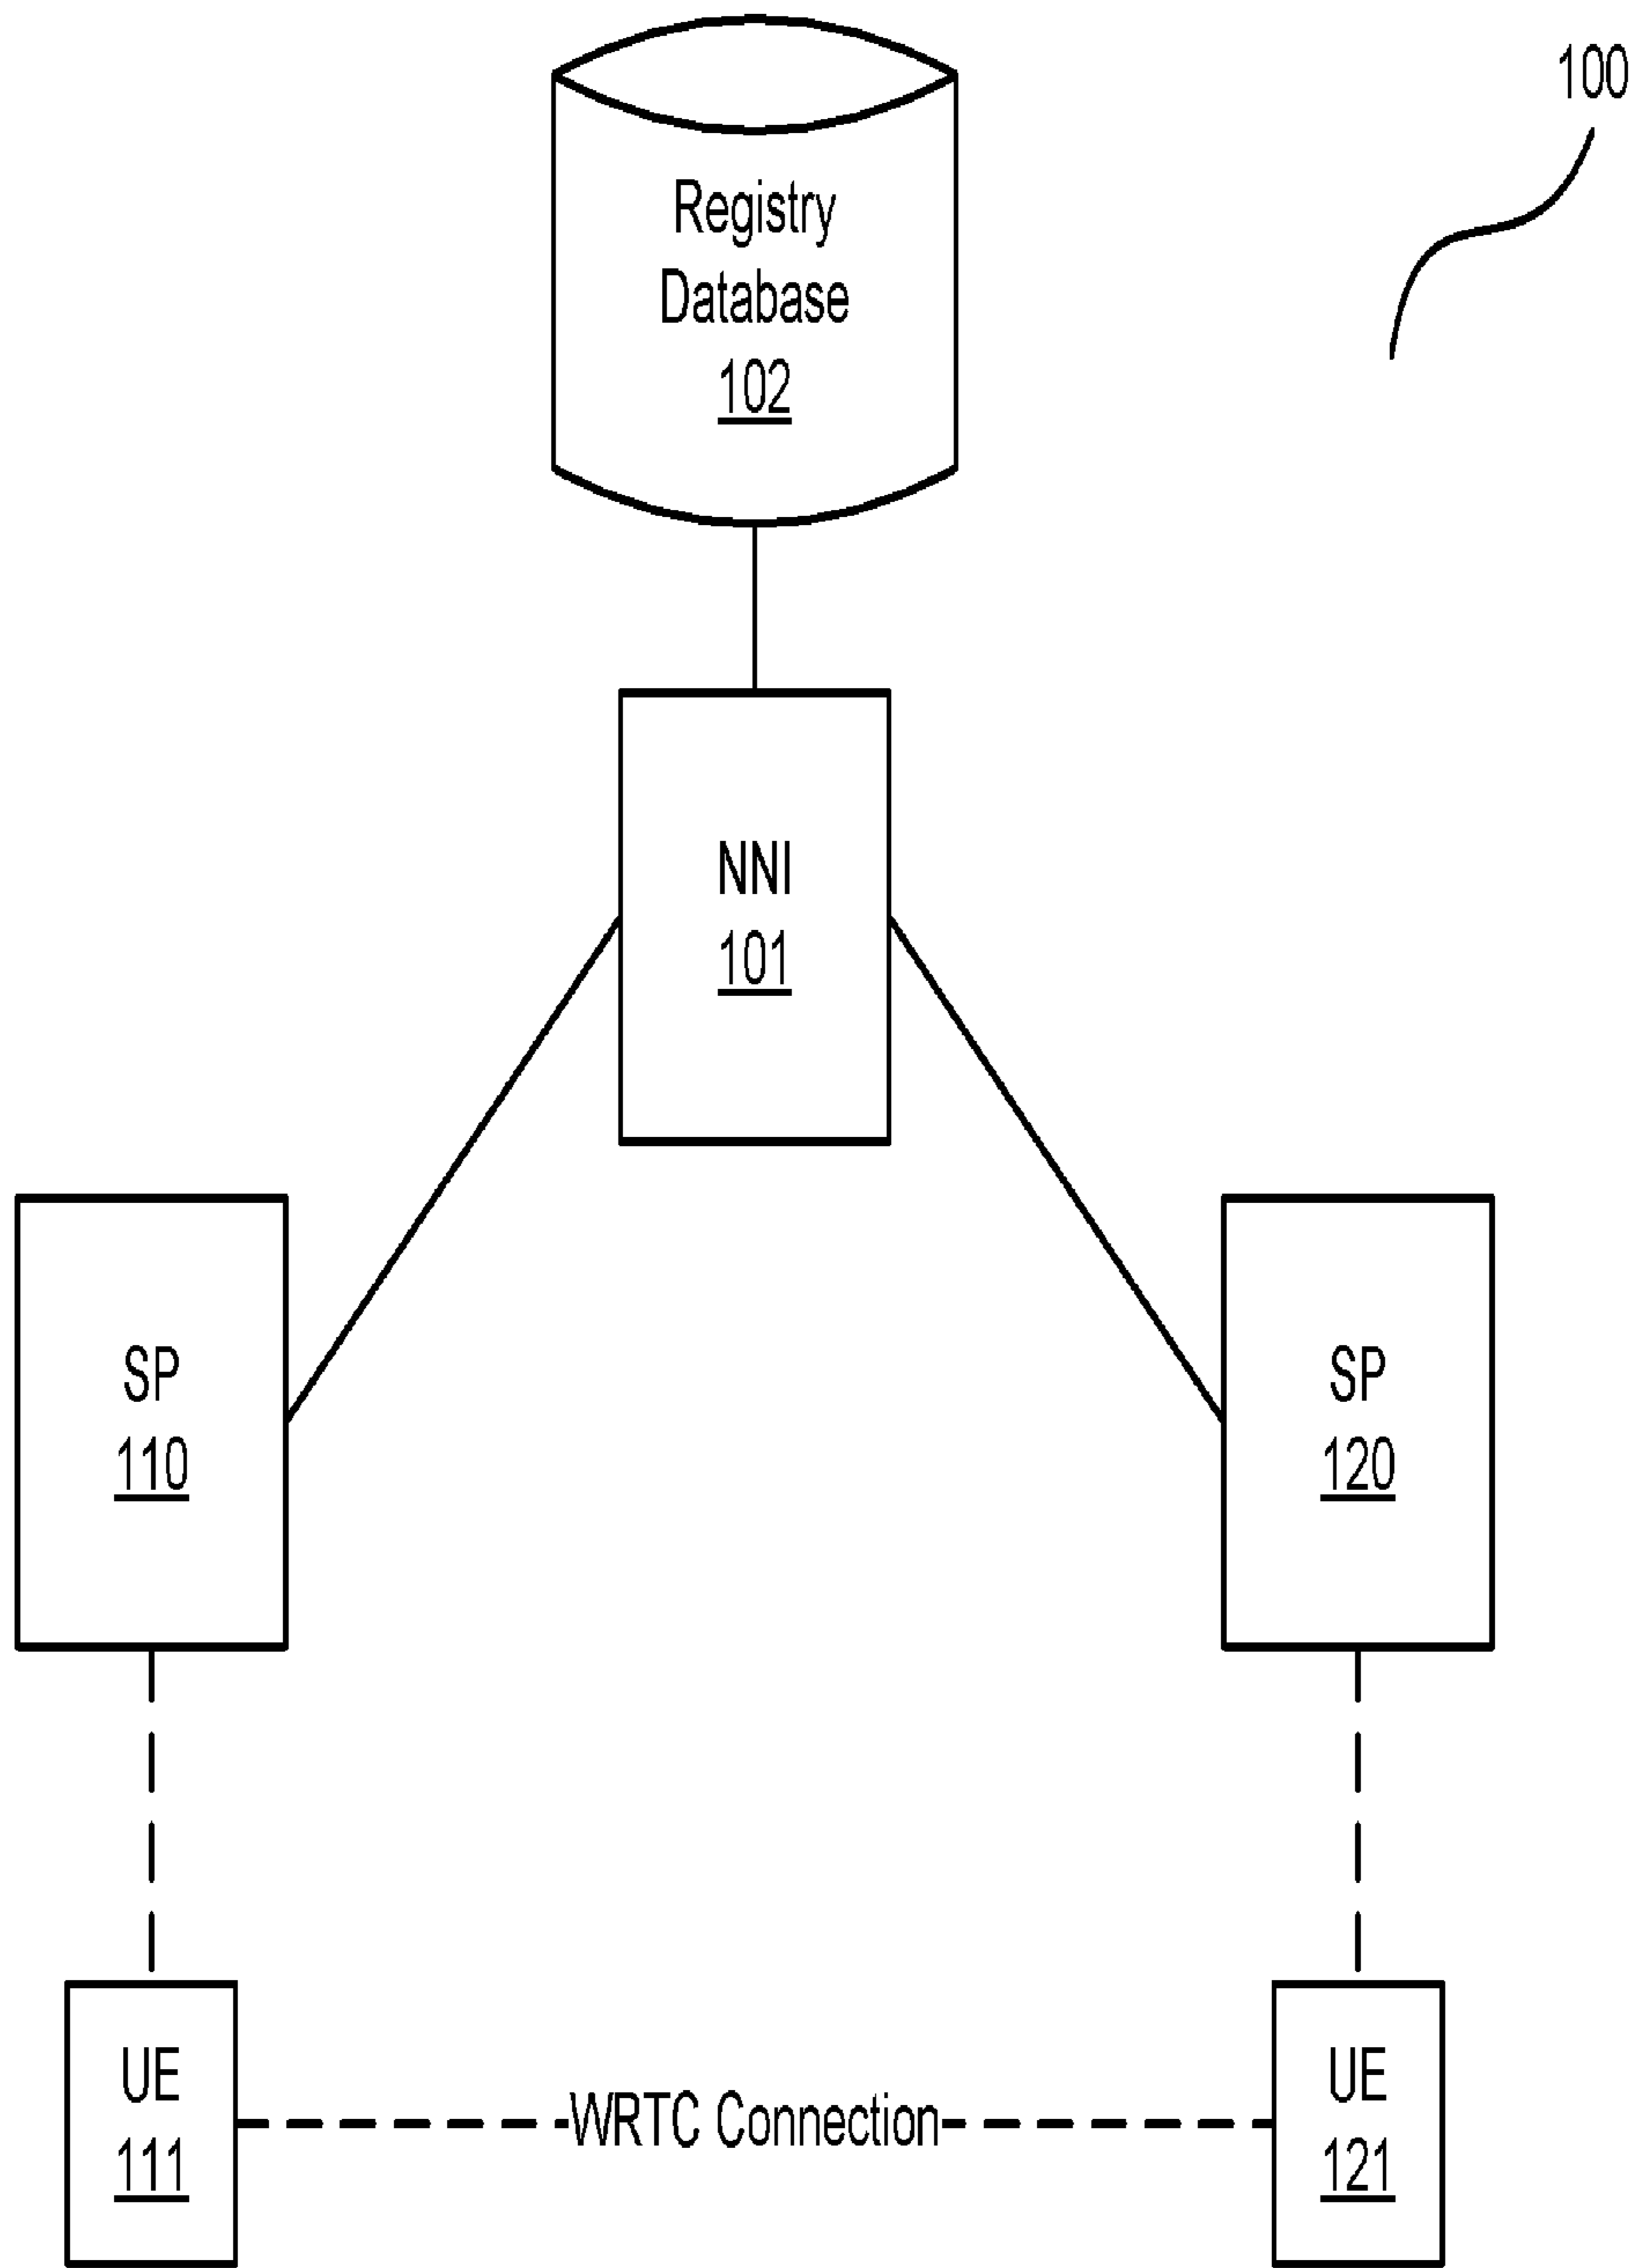 100
Registry
Database
102
NNI
101
SP
110
SP
120
UE
111
WRTC Connection
UE
121